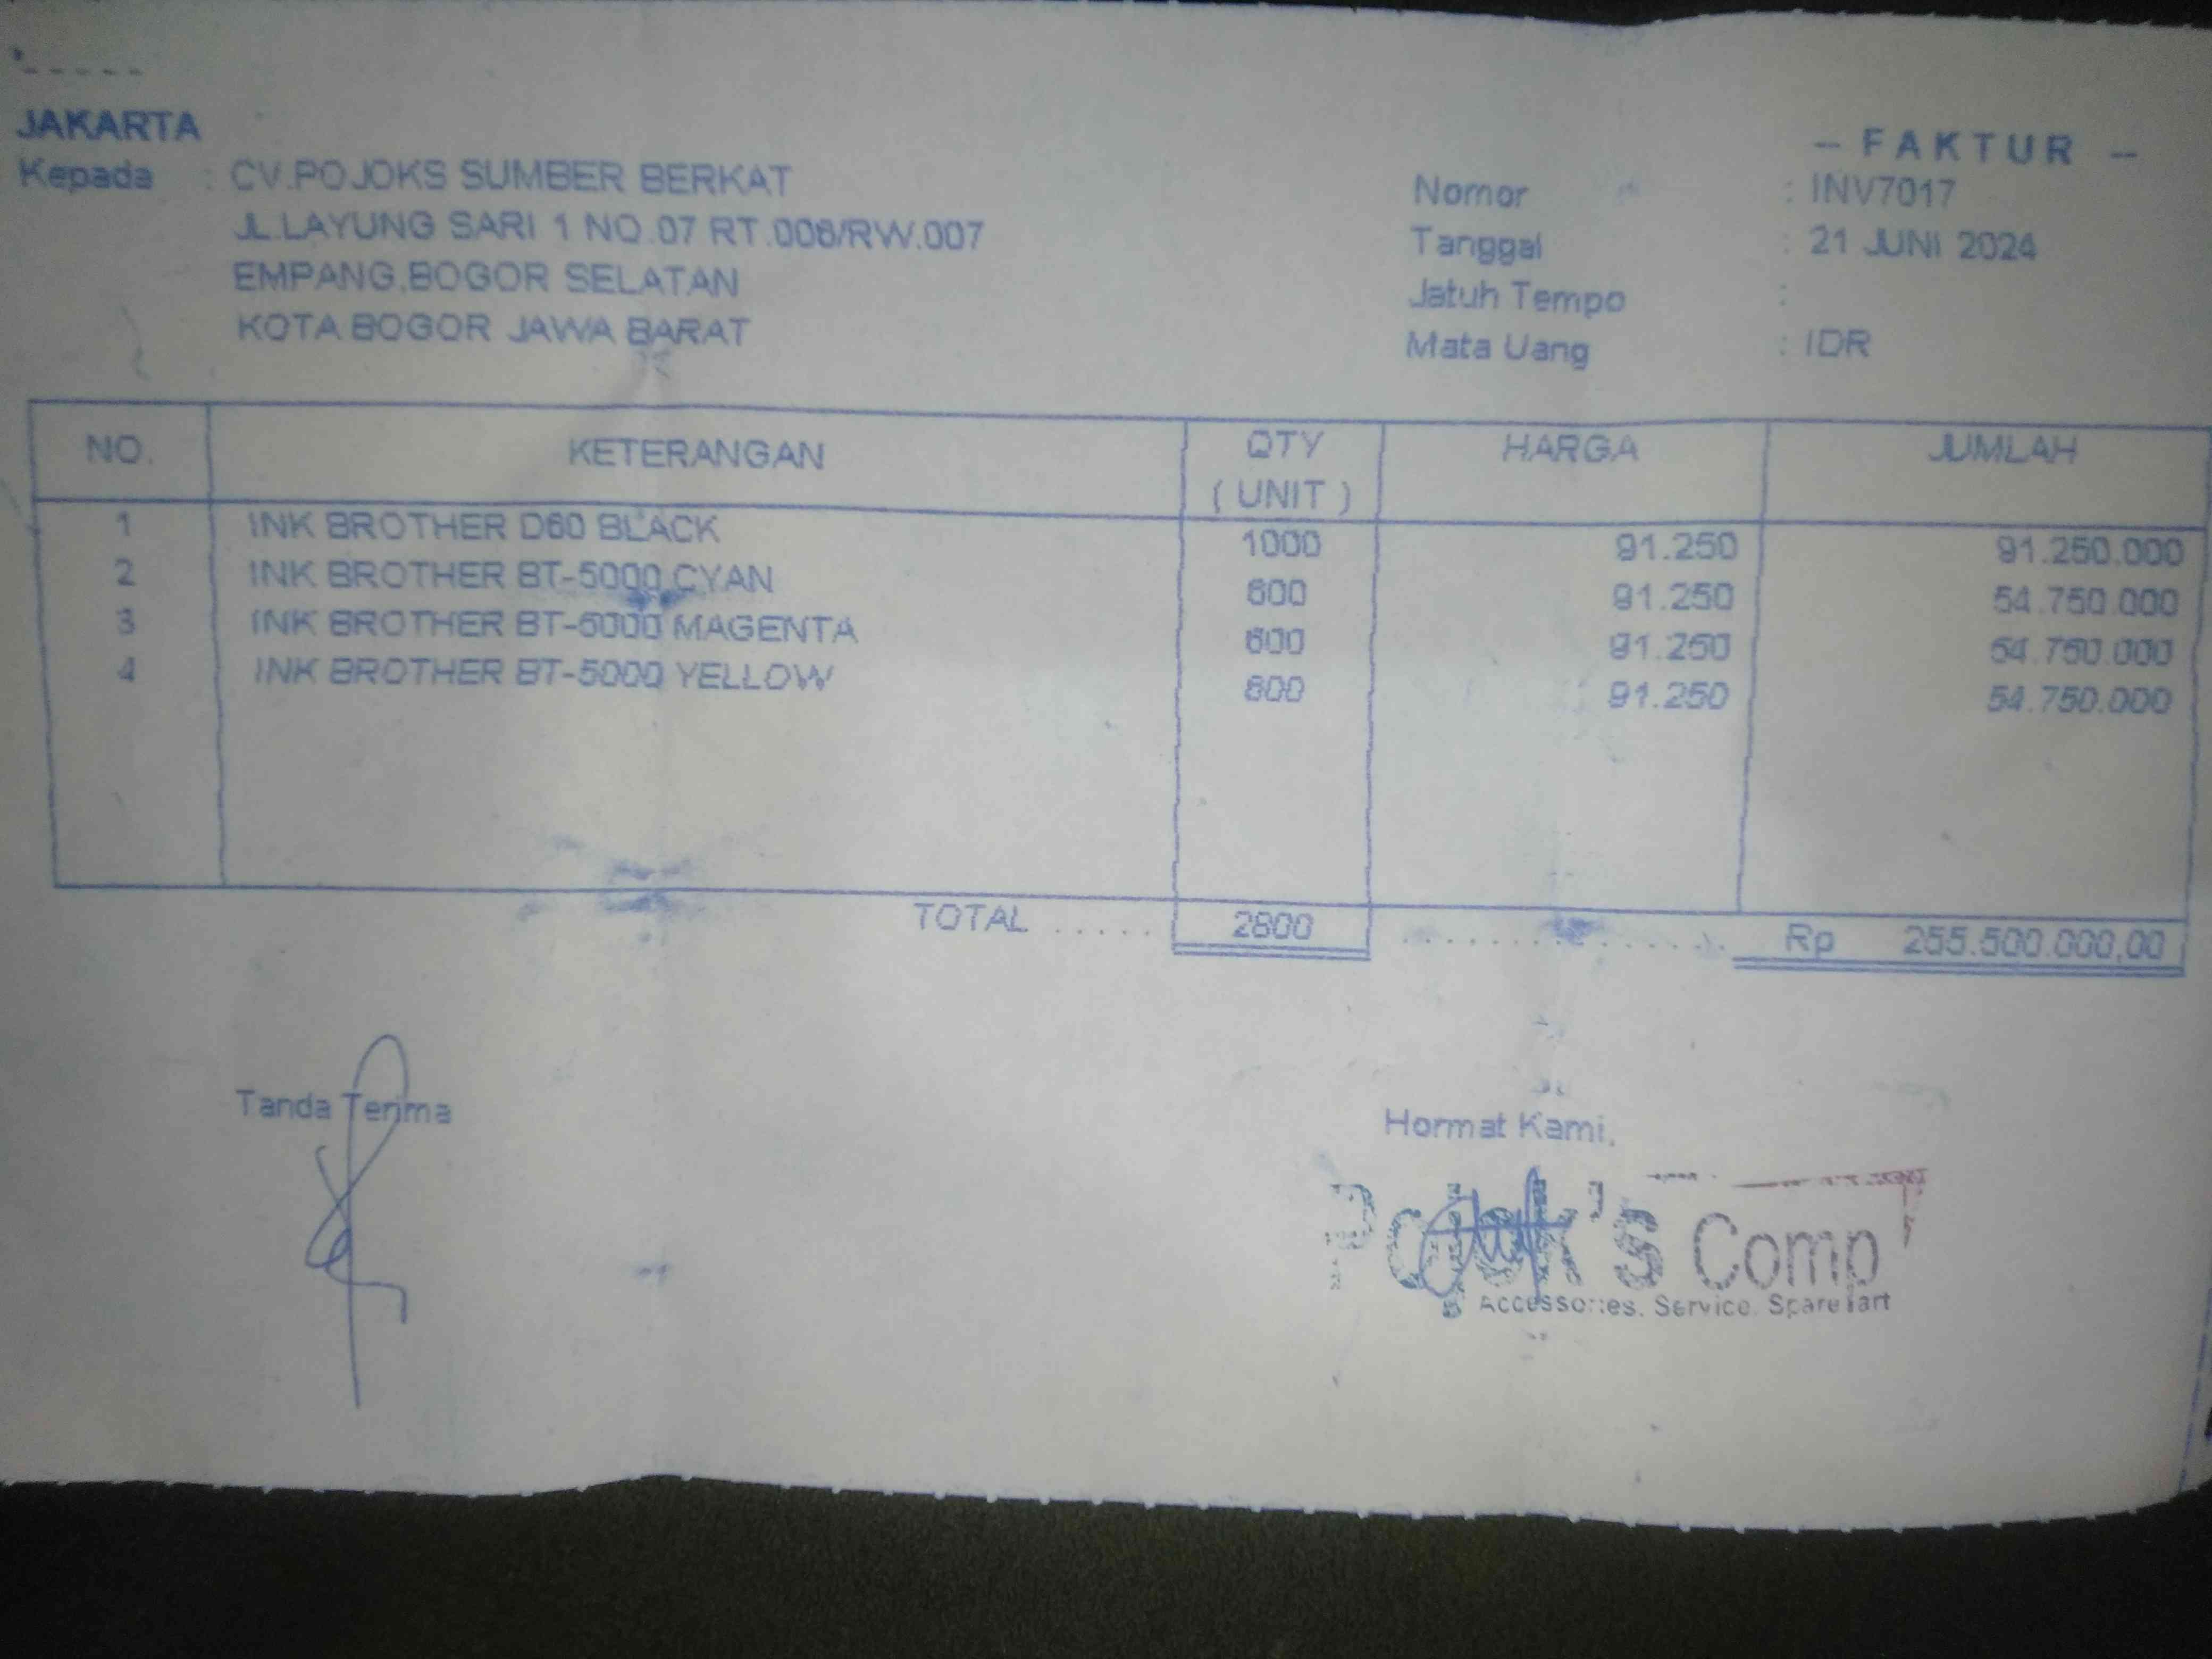 JAKARTA
– FAKTUR –
Kepada : CV.POJOKS SUMBER BERKAT
JL.LAYUNG SARI 1 NO.07 RT.006/RW.007
EMPANG,BOGOR SELATAN
KOTA BOGOR JAWA BARAT
Nomor : INV7017
Tanggal : 21 JUNI 2024
Jatuh Tempo :
Mata Uang : IDR
NO. KETERANGAN QTY ( UNIT ) HARGA JUMLAH
1 INK BROTHER D60 BLACK 1000 91.250 91.250.000
2 INK BROTHER BT-5000 CYAN 600 91.250 54.750.000
3 INK BROTHER BT-5000 MAGENTA 600 91.250 54.750.000
4 INK BROTHER BT-5000 YELLOW 600 91.250 54.750.000
TOTAL ..... 2800 .............. Rp 255.500.000,00
Tanda Terima
Hormat Kami,
Pojok's Comp
Accessories. Service. Sparepart